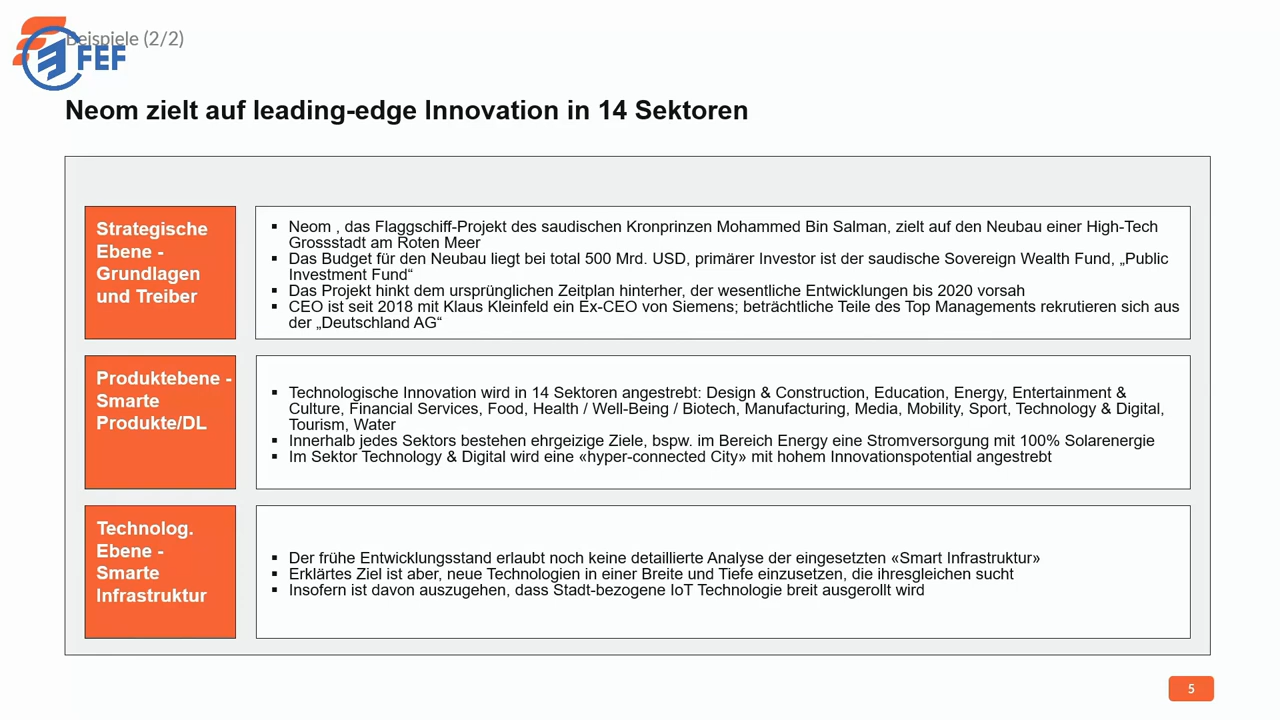 Beispiele (2/2)
FEF
Neom zielt auf leading-edge Innovation in 14 Sektoren
Strategische
Ebene -
Grundlagen
und Treiber
▪ Neom , das Flaggschiff-Projekt des saudischen Kronprinzen Mohammed Bin Salman, zielt auf den Neubau einer High-Tech
Grossstadt am Roten Meer
▪ Das Budget für den Neubau liegt bei total 500 Mrd. USD, primärer Investor ist der saudische Sovereign Wealth Fund, „Public
Investment Fund“
▪ Das Projekt hinkt dem ursprünglichen Zeitplan hinterher, der wesentliche Entwicklungen bis 2020 vorsah
▪ CEO ist seit 2018 mit Klaus Kleinfeld ein Ex-CEO von Siemens; beträchtliche Teile des Top Managements rekrutieren sich aus
der „Deutschland AG“
Produktebene -
Smarte
Produkte/DL
▪ Technologische Innovation wird in 14 Sektoren angestrebt: Design & Construction, Education, Energy, Entertainment &
Culture, Financial Services, Food, Health / Well-Being / Biotech, Manufacturing, Media, Mobility, Sport, Technology & Digital,
Tourism, Water
▪ Innerhalb jedes Sektors bestehen ehrgeizige Ziele, bspw. im Bereich Energy eine Stromversorgung mit 100% Solarenergie
▪ Im Sektor Technology & Digital wird eine «hyper-connected City» mit hohem Innovationspotential angestrebt
Technolog.
Ebene -
Smarte
Infrastruktur
▪ Der frühe Entwicklungsstand erlaubt noch keine detaillierte Analyse der eingesetzten «Smart Infrastruktur»
▪ Erklärtes Ziel ist aber, neue Technologien in einer Breite und Tiefe einzusetzen, die ihresgleichen sucht
▪ Insofern ist davon auszugehen, dass Stadt-bezogene IoT Technologie breit ausgerollt wird
5